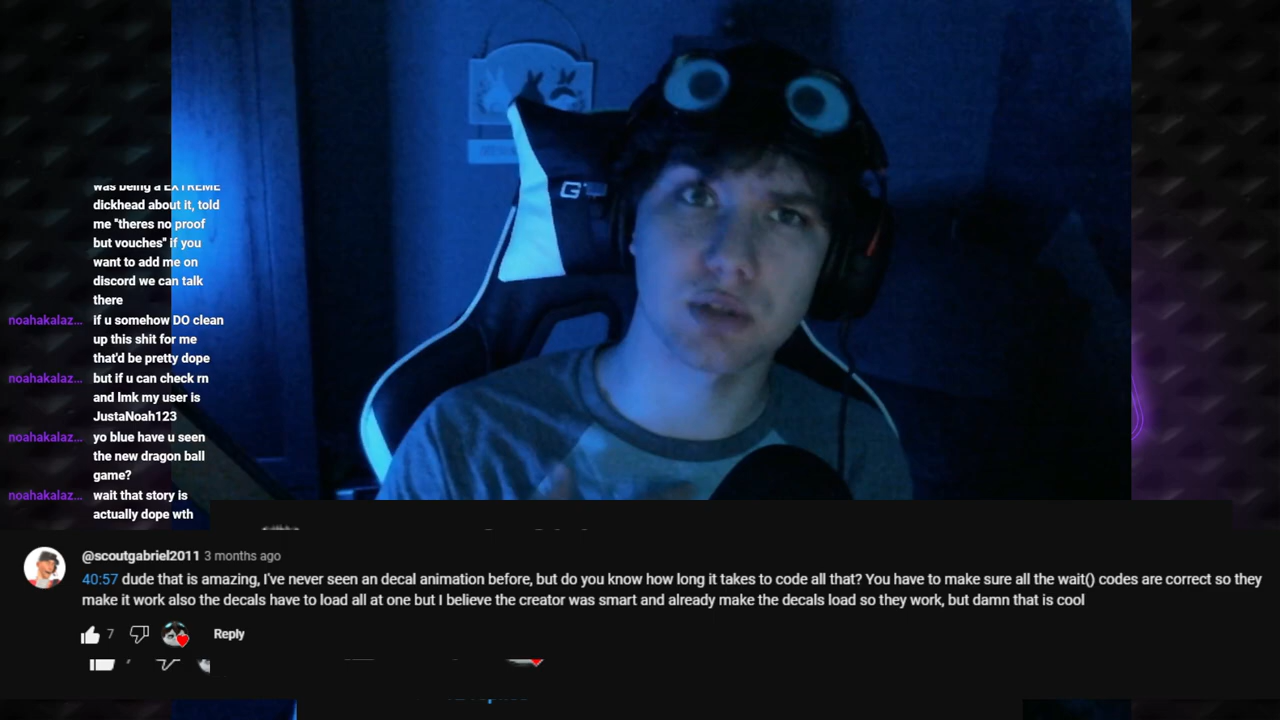 was being a EXTREME
dickhead about it, told
me "theres no proof
but vouches" if you
want to add me on
discord we can talk
there
noahakalaz... if u somehow DO clean
up this shit for me
that'd be pretty dope
noahakalaz... but if u can check rn
and lmk my user is
JustaNoah123
noahakalaz... yo blue have u seen
the new dragon ball
game?
noahakalaz... wait that story is
actually dope wth
@scoutgabriel2011 3 months ago
40:57 dude that is amazing, I've never seen an decal animation before, but do you know how long it takes to code all that? You have to make sure all the wait() codes are correct so they
make it work also the decals have to load all at one but I believe the creator was smart and already make the decals load so they work, but damn that is cool
7 Reply